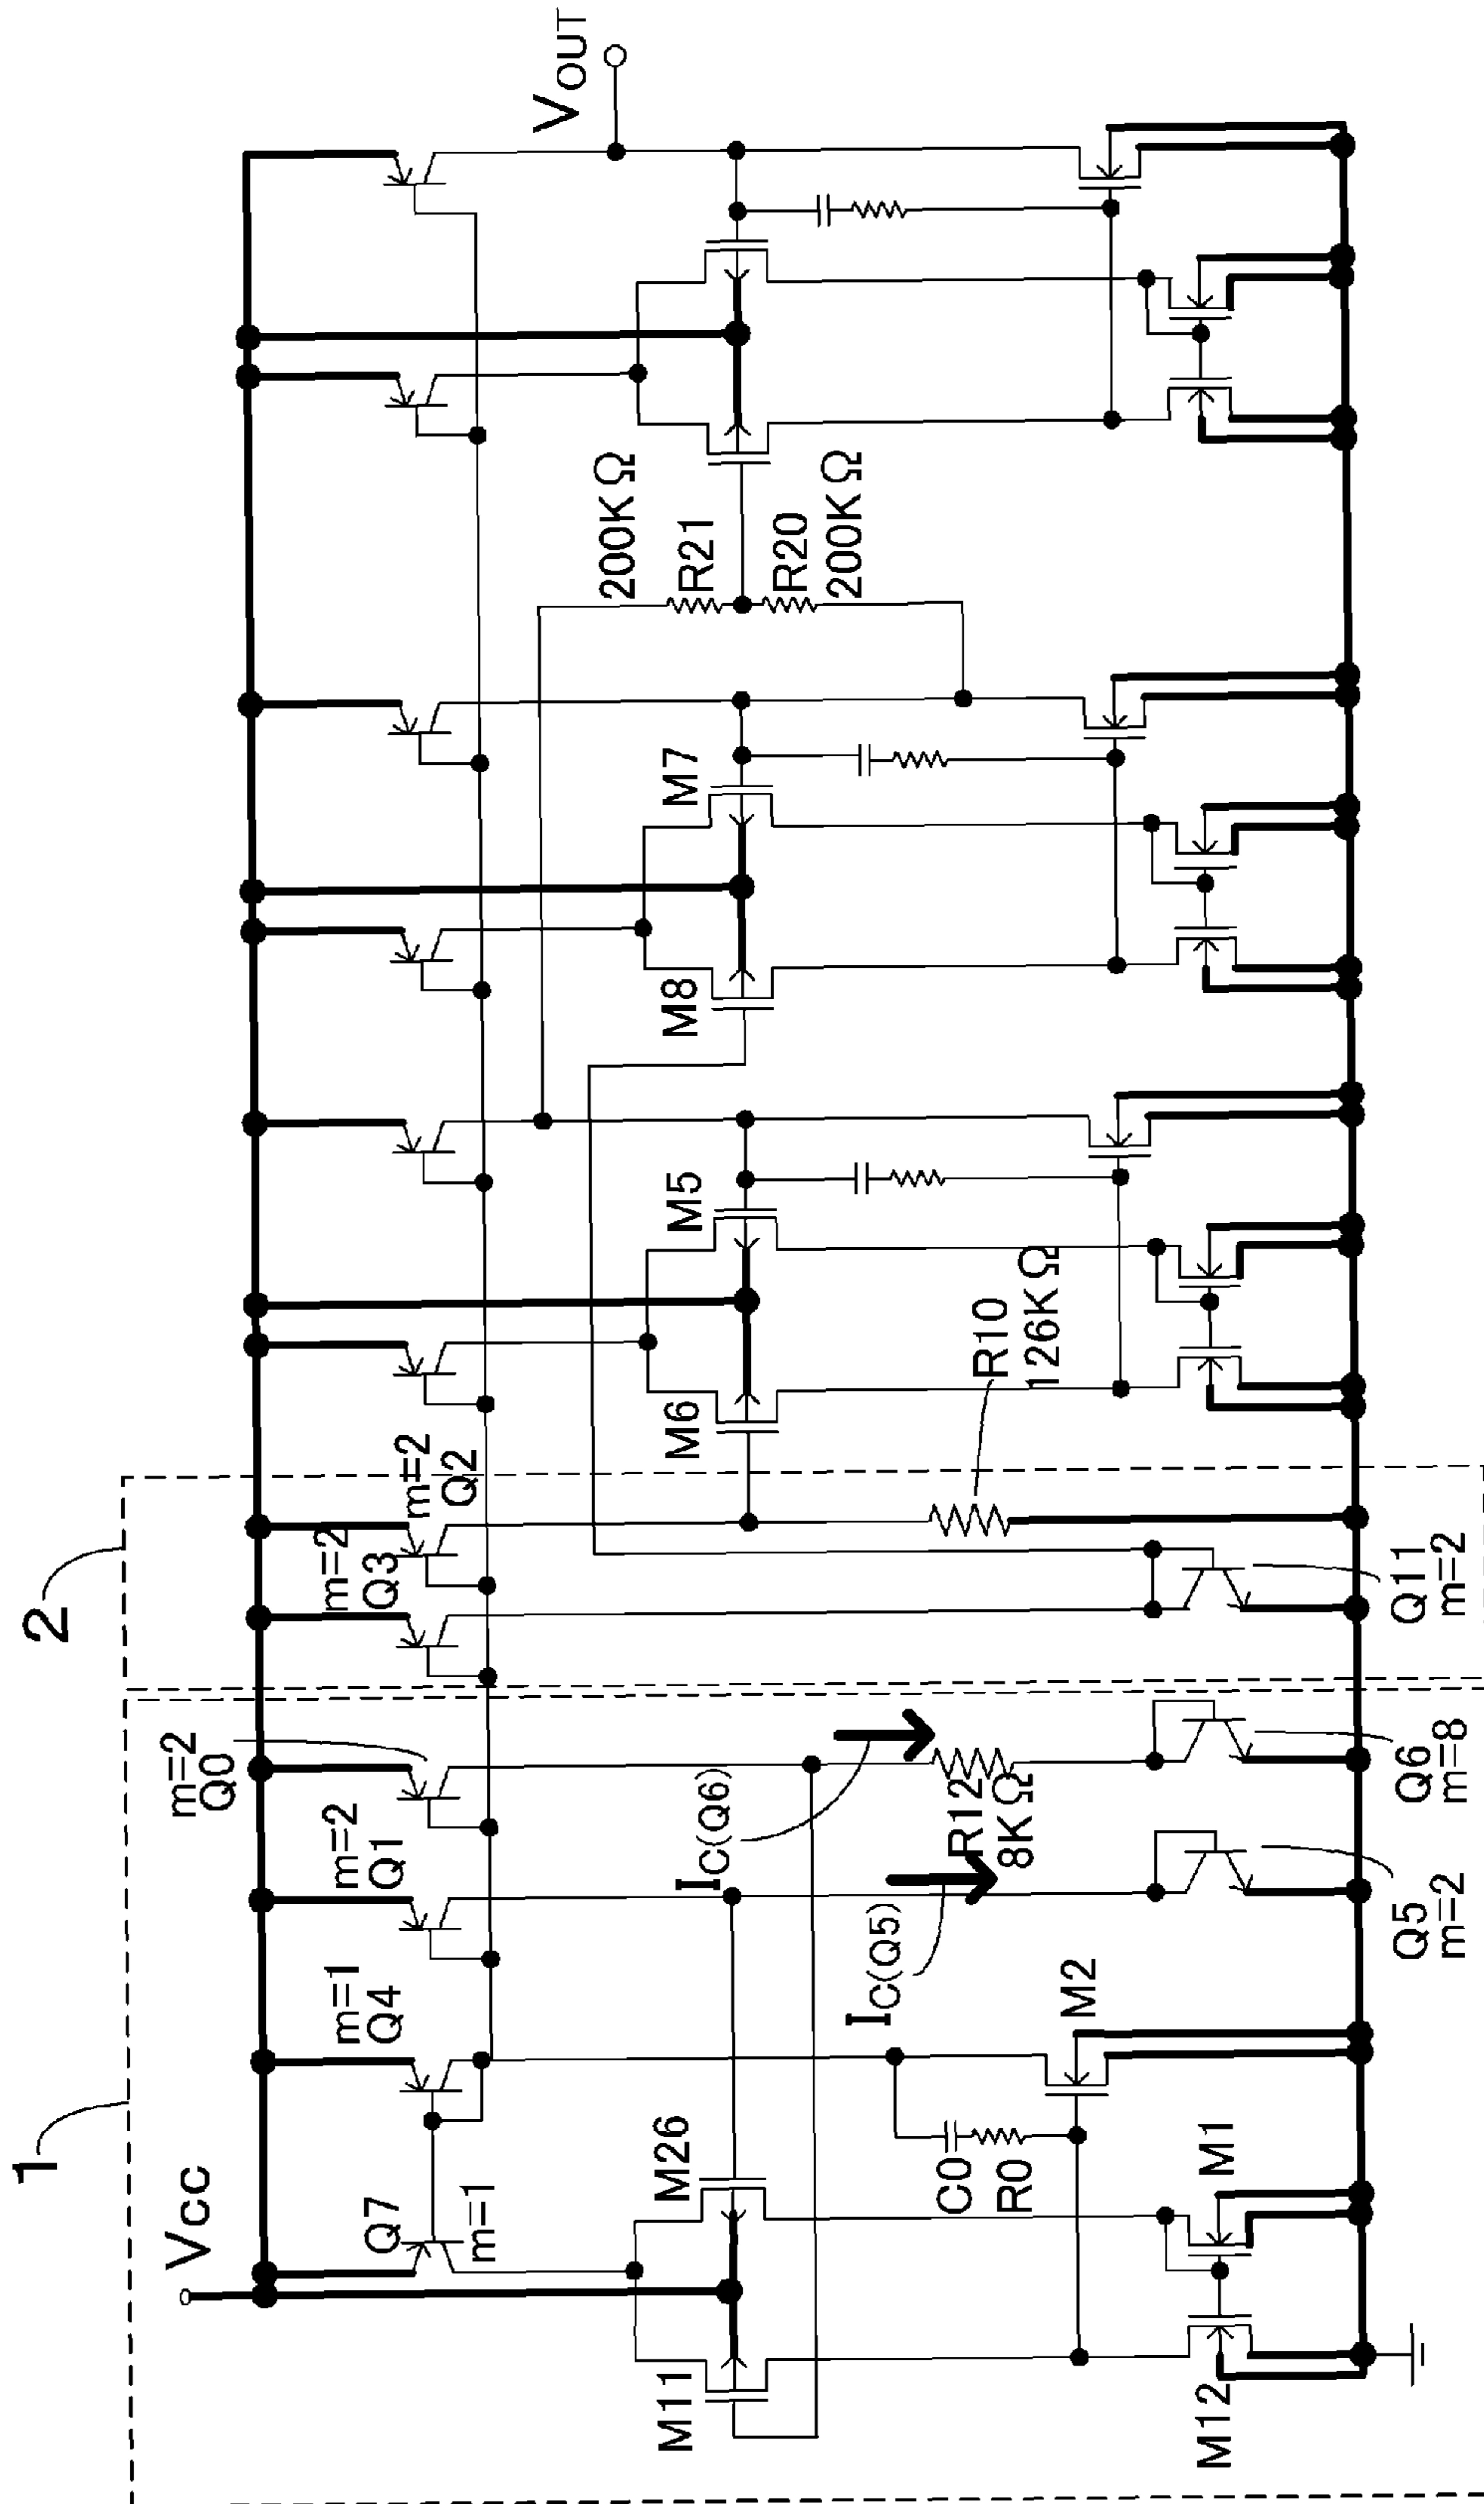 1
2
Vcc
Q7
m=1
m=1
Q4
m=2
Q1
m=2
Q0
m=2
Q3
m=2
Q2
M11
M26
M12
M1
C0
R0
M2
IC(Q5)
IC(Q6)
R12
8KΩ
Q5
m=2
Q6
m=8
Q11
m=2
R10
126KΩ
M6
M5
M8
M7
200KΩ
R21
R20
200KΩ
VOUT